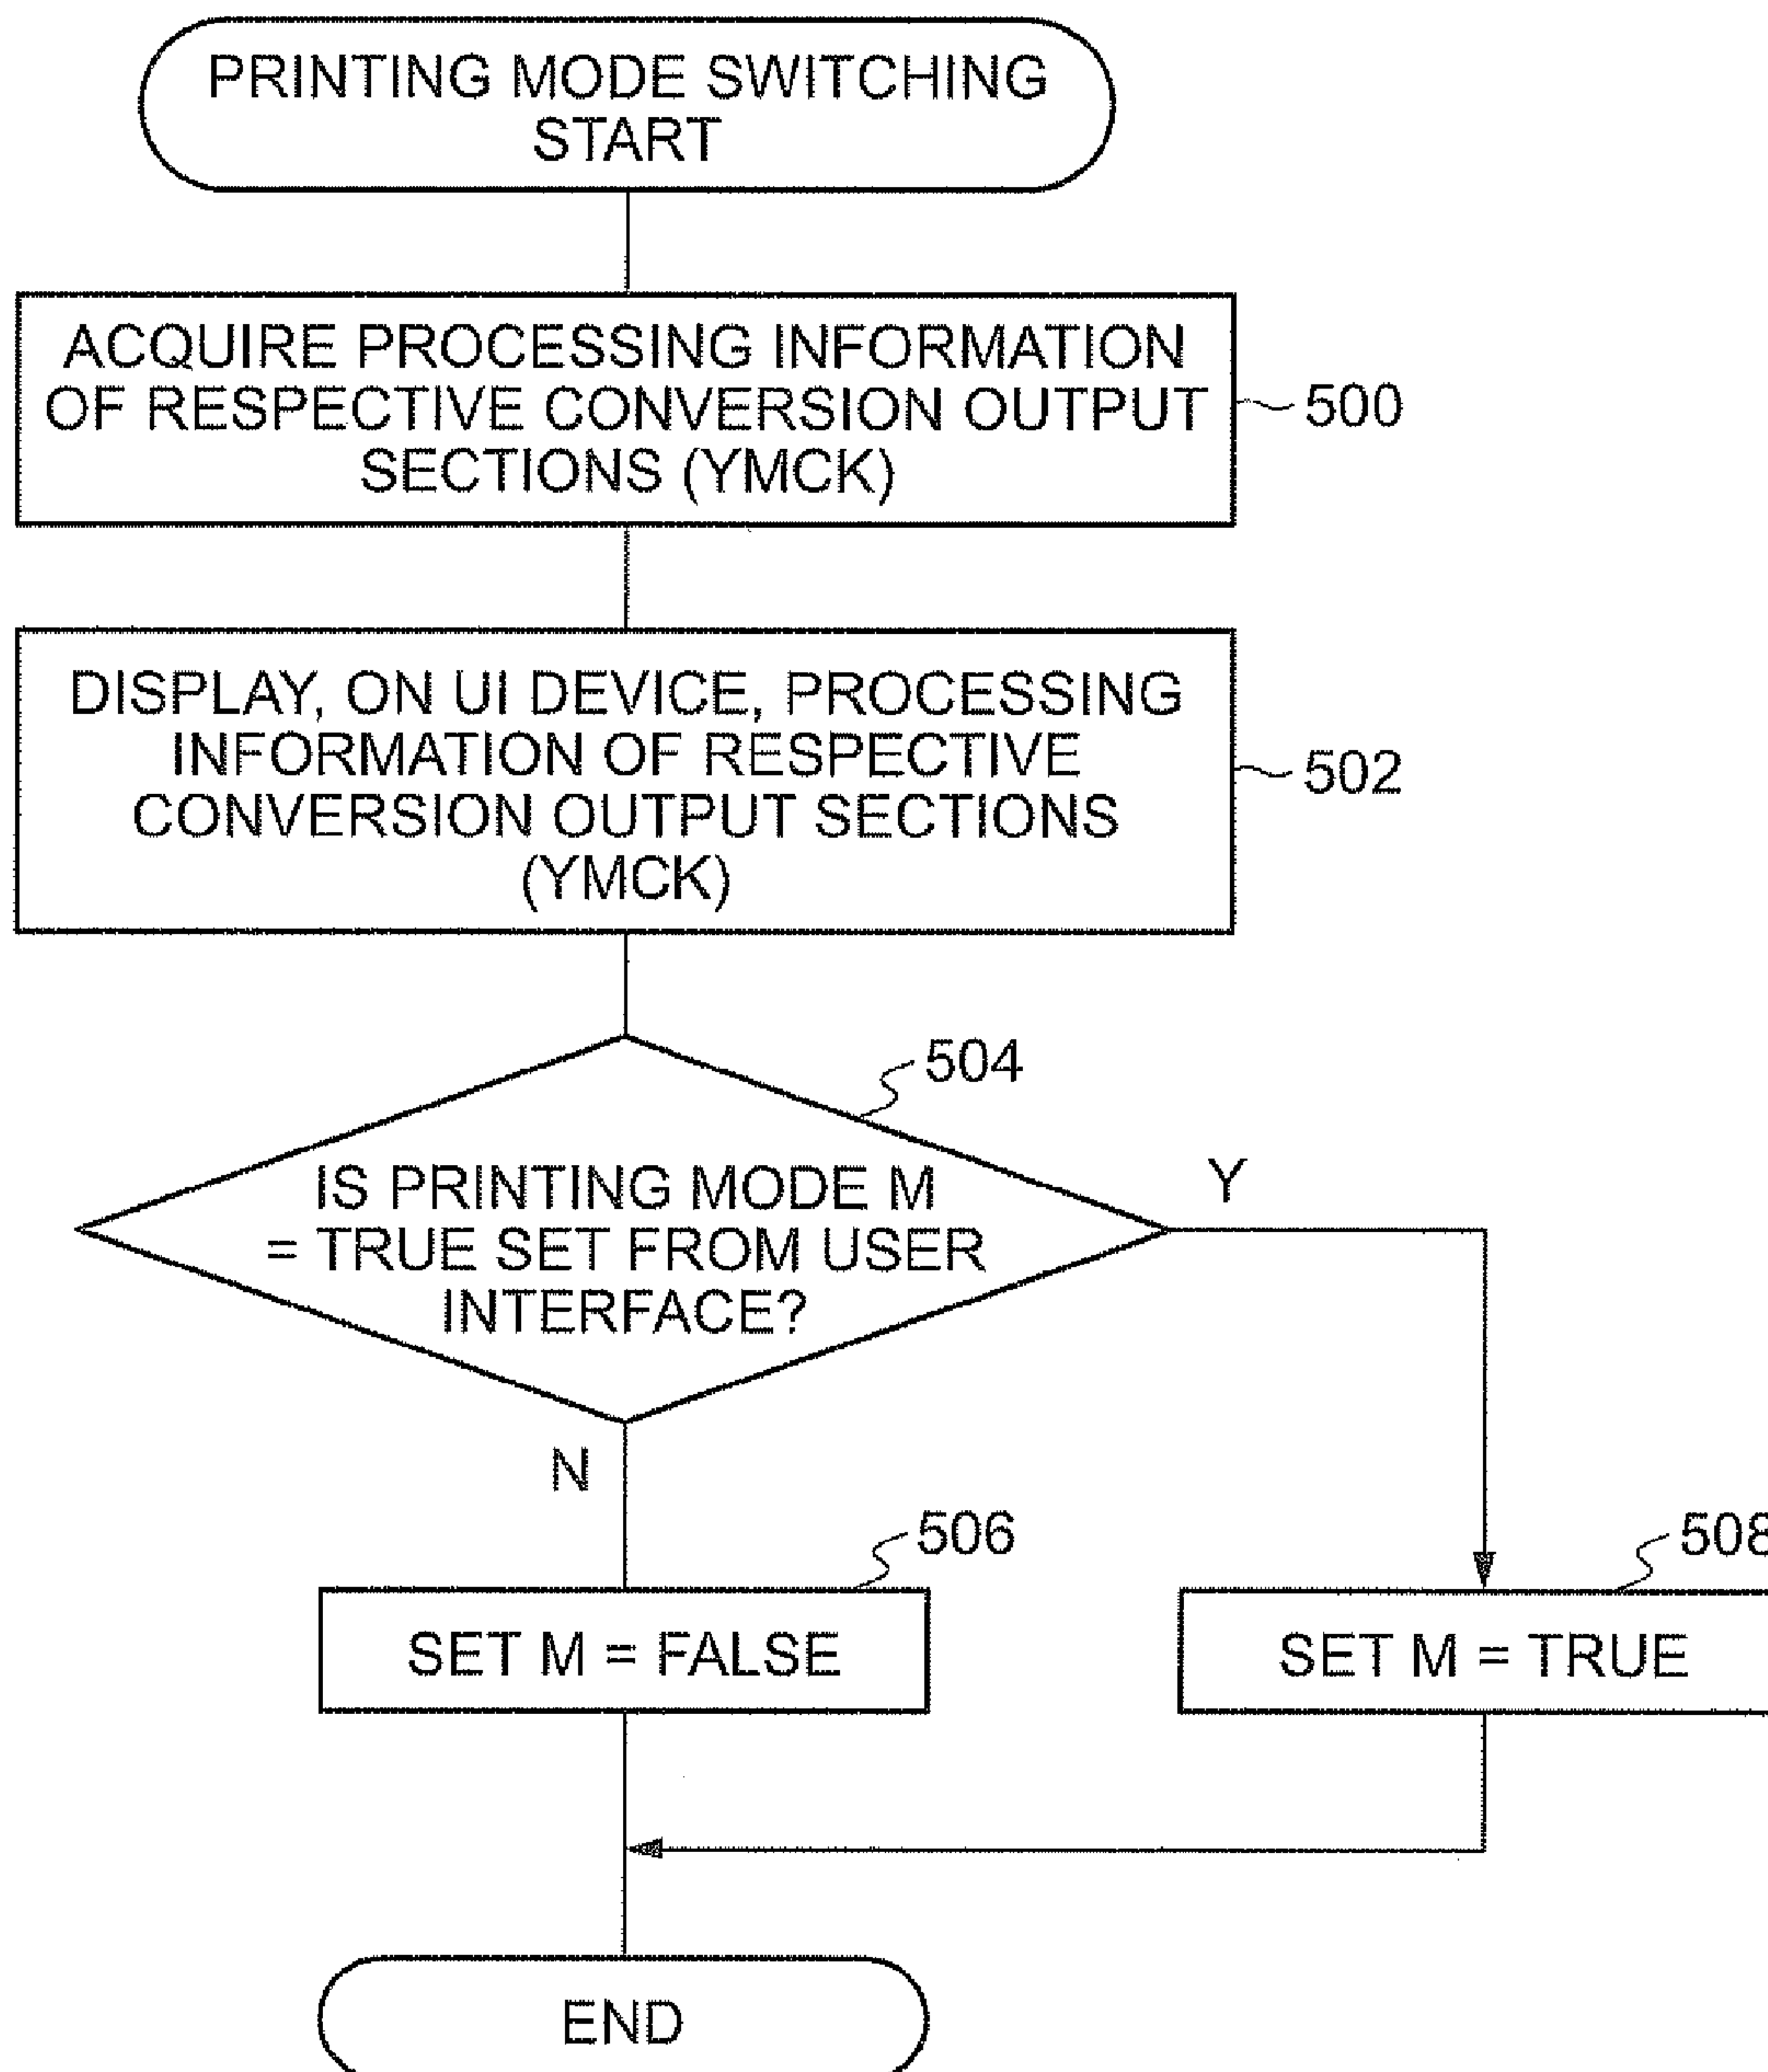 PRINTING MODE SWITCHING
START
ACQUIRE PROCESSING INFORMATION
OF RESPECTIVE CONVERSION OUTPUT
SECTIONS (YMCK)
500
DISPLAY, ON UI DEVICE, PROCESSING
INFORMATION OF RESPECTIVE
CONVERSION OUTPUT SECTIONS
(YMCK)
502
504
IS PRINTING MODE M
= TRUE SET FROM USER
INTERFACE?
Y
N
506
SET M = FALSE
508
SET M = TRUE
END